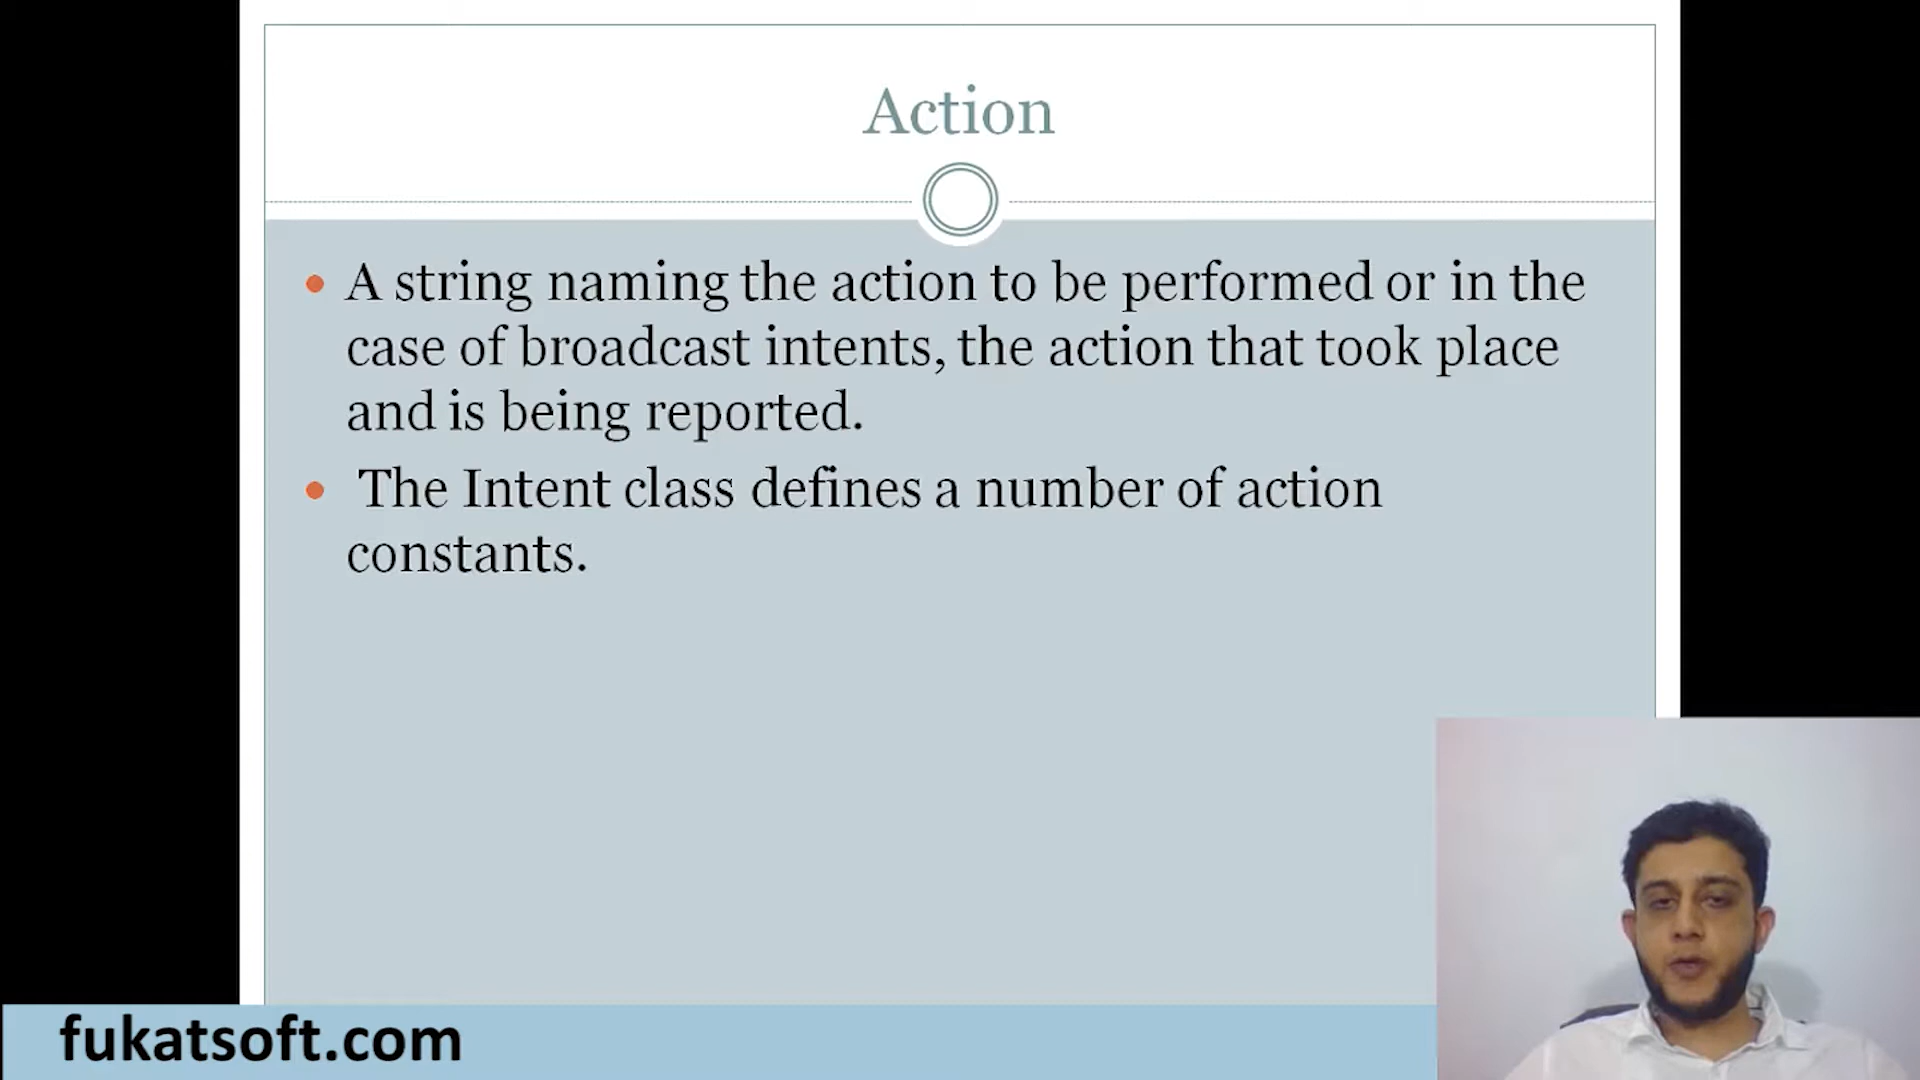 Action
A string naming the action to be performed or in the
case of broadcast intents, the action that took place
and is being reported.
The Intent class defines a number of action
constants.
fukatsoft.com